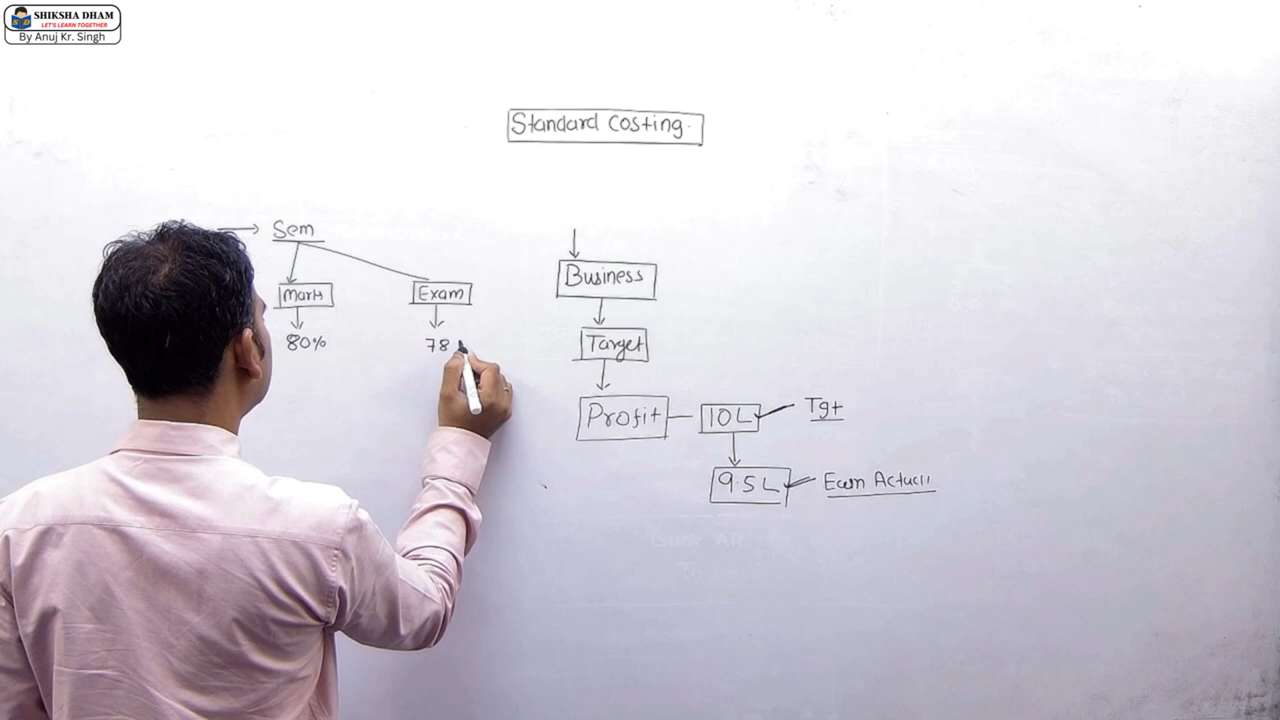 SHIKSHA DHAM
LET'S LEARN TOGETHER
By Anuj Kr. Singh
Standard Costing.
Sem
Marks
Exam
80%
78
Business
Target
Profit
10L
Tgt
9.5L
Earn Actual